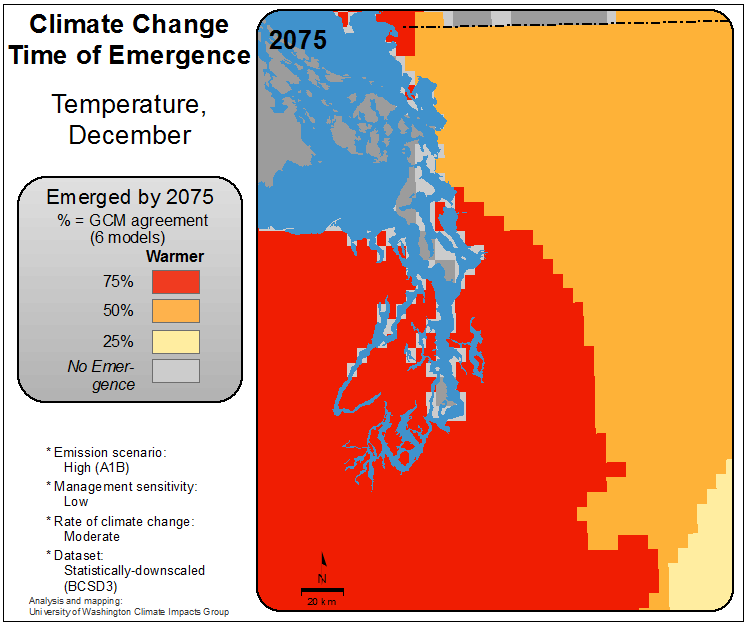 Climate Change
Time of Emergence
Temperature,
December
Emerged by 2075
% = GCM agreement
(6 models)
Warmer
75%
50%
25%
No Emer-
gence
* Emission scenario:
High (A1B)
* Management sensitivity:
Low
* Rate of climate change:
Moderate
* Dataset:
Statistically-downscaled
(BCSD3)
Analysis and mapping:
University of Washington Climate Impacts Group
2075
N
20 km